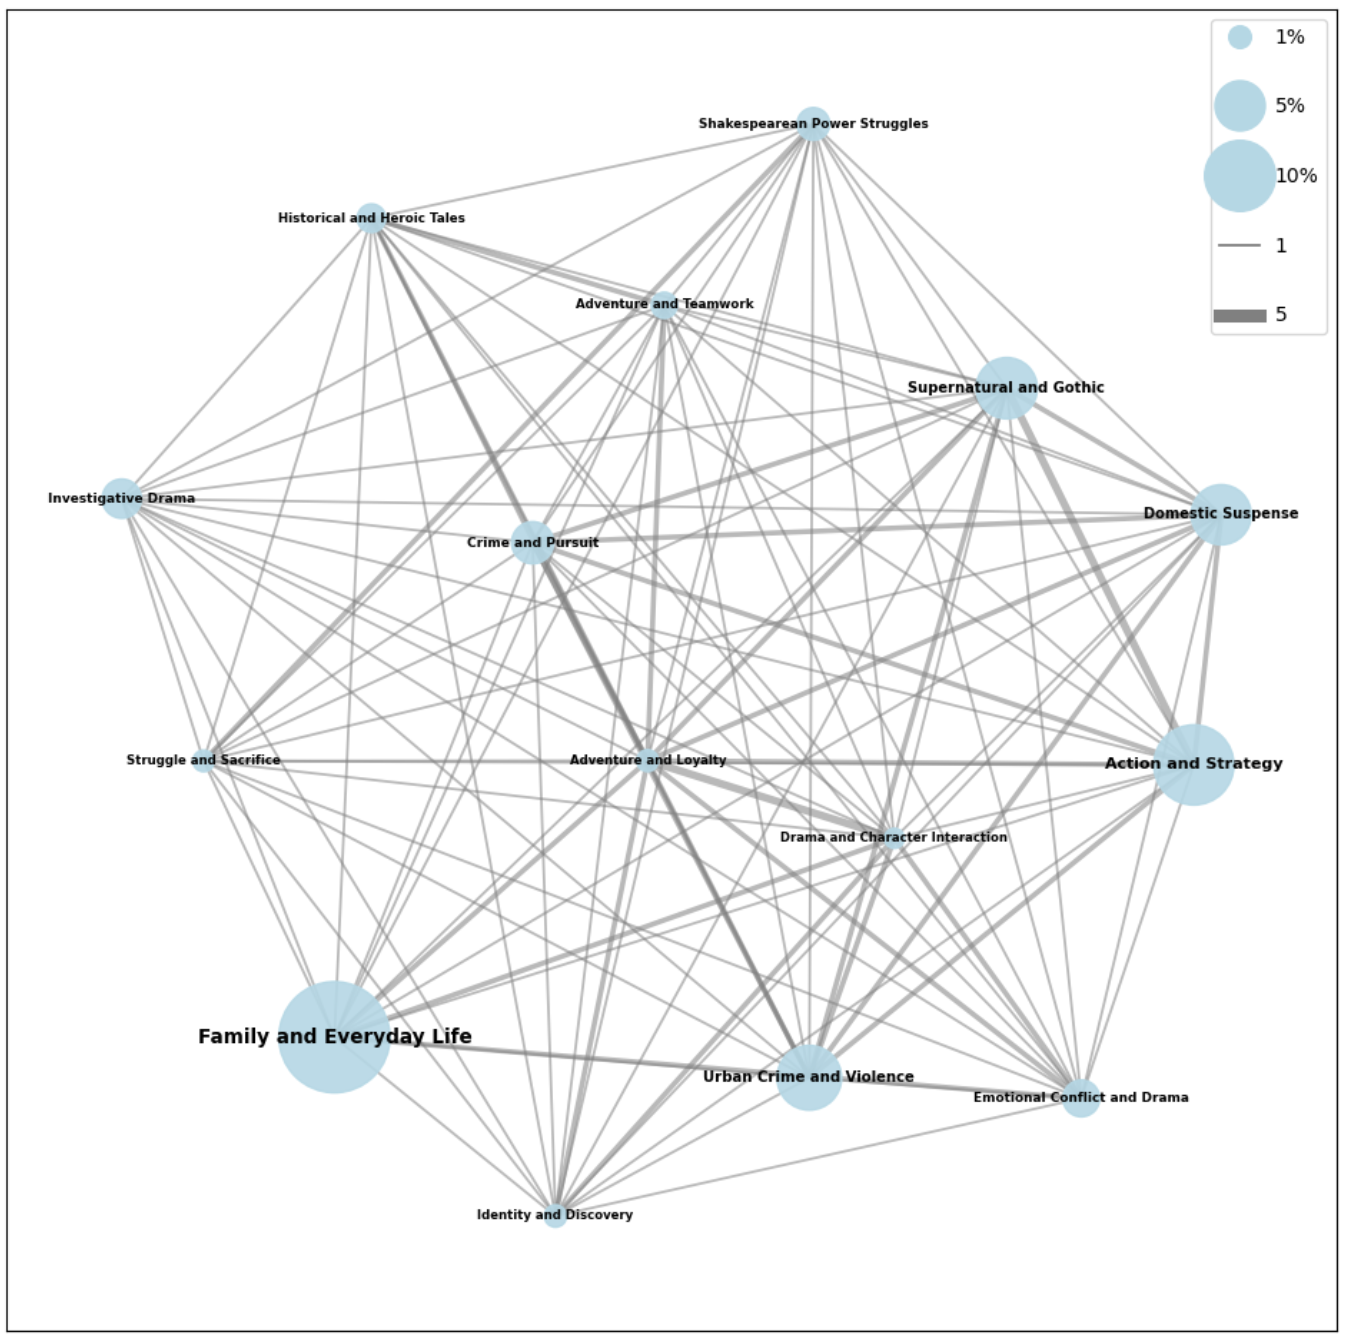 1%
5%
10%
1
5
Shakespearean Power Struggles
Historical and Heroic Tales
Adventure and Teamwork
Supernatural and Gothic
Investigative Drama
Domestic Suspense
Crime and Pursuit
Struggle and Sacrifice
Adventure and Loyalty
Action and Strategy
Drama and Character Interaction
Family and Everyday Life
Urban Crime and Violence
Emotional Conflict and Drama
Identity and Discovery